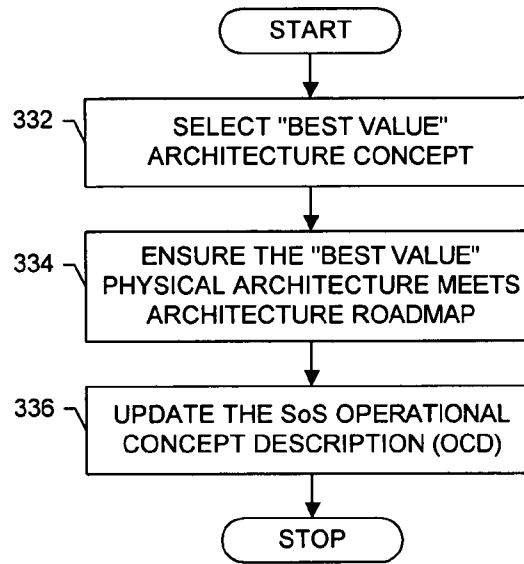 START
332
SELECT "BEST VALUE"
ARCHITECTURE CONCEPT
334
ENSURE THE "BEST VALUE"
PHYSICAL ARCHITECTURE MEETS
ARCHITECTURE ROADMAP
336
UPDATE THE SoS OPERATIONAL
CONCEPT DESCRIPTION (OCD)
STOP